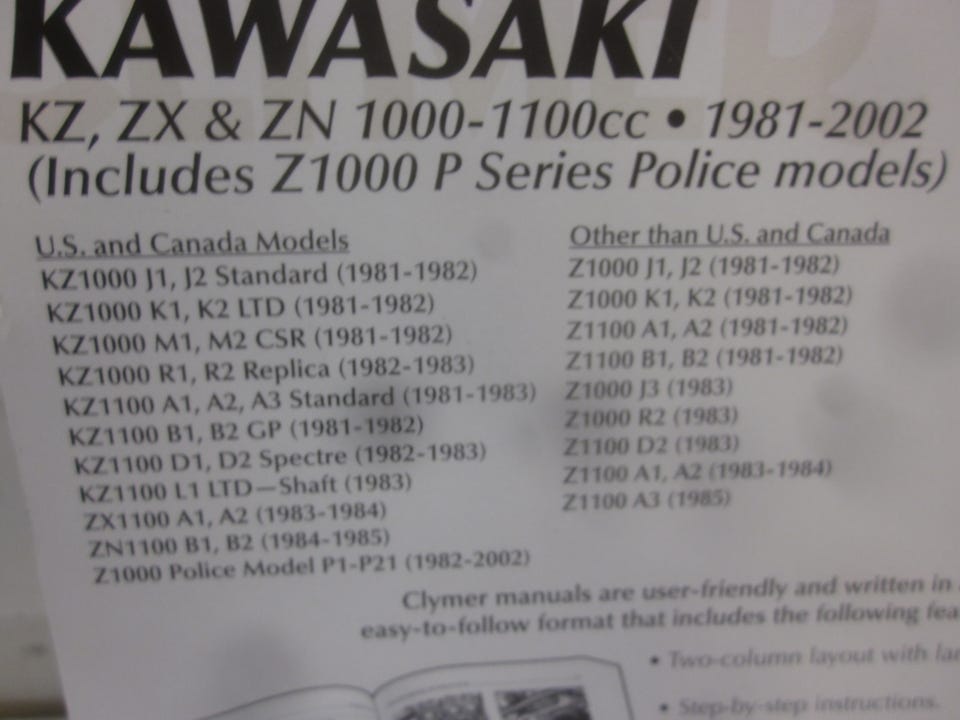 KAWASAKI
KZ, ZX & ZN 1000-1100cc • 1981-2002
(Includes Z1000 P Series Police models)
U.S. and Canada Models
KZ1000 J1, J2 Standard (1981-1982)
KZ1000 K1, K2 LTD (1981-1982)
KZ1000 M1, M2 CSR (1981-1982)
KZ1000 R1, R2 Replica (1982-1983)
KZ1100 A1, A2, A3 Standard (1981-1983)
KZ1100 B1, B2 GP (1981-1982)
KZ1100 D1, D2 Spectre (1982-1983)
KZ1100 L1 LTD—Shaft (1983)
ZX1100 A1, A2 (1983-1984)
ZN1100 B1, B2 (1984-1985)
Z1000 Police Model P1-P21 (1982-2002)
Other than U.S. and Canada
Z1000 J1, J2 (1981-1982)
Z1000 K1, K2 (1981-1982)
Z1100 A1, A2 (1981-1982)
Z1100 B1, B2 (1981-1982)
Z1000 J3 (1983)
Z1000 R2 (1983)
Z1100 D2 (1983)
Z1100 A1, A2 (1983-1984)
Z1100 A3 (1985)
Clymer manuals are user-friendly and written in
easy-to-follow format that includes the following
• Two-column layout with
• Step-by-step instructions.